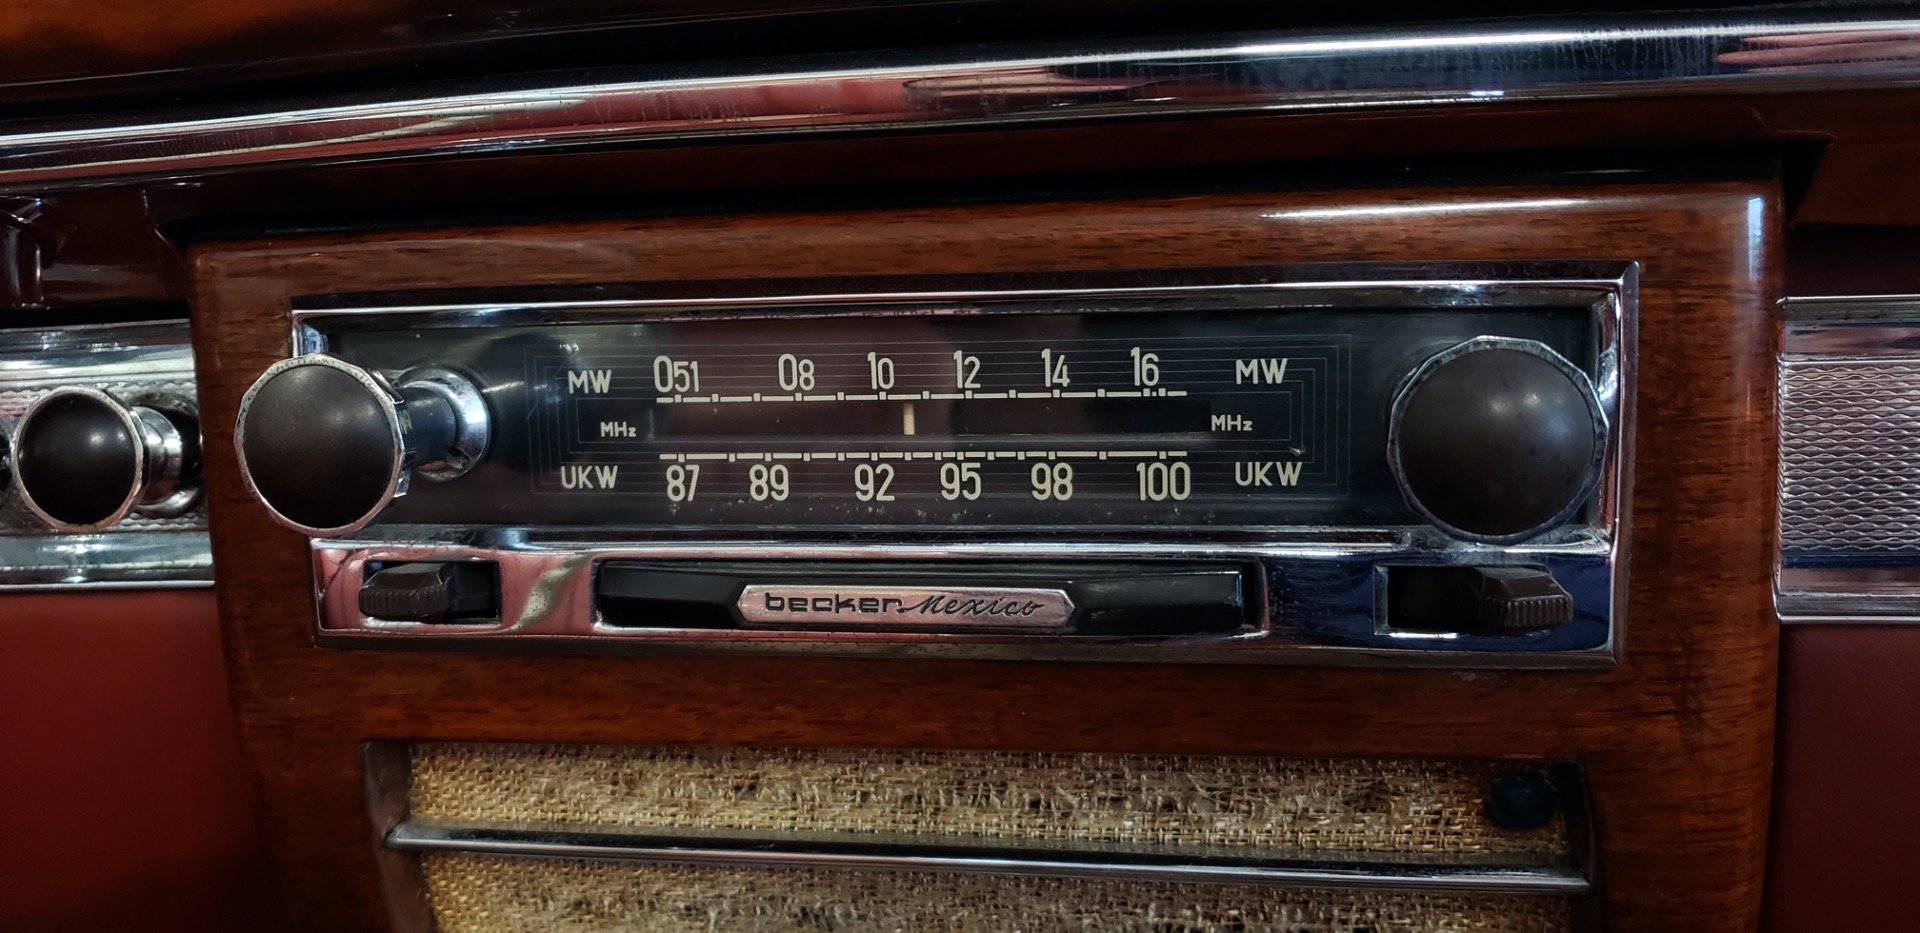 MW 051 08 10 12 14 16 MW
MHz MHz
UKW 87 89 92 95 98 100 UKW
becker Mexico